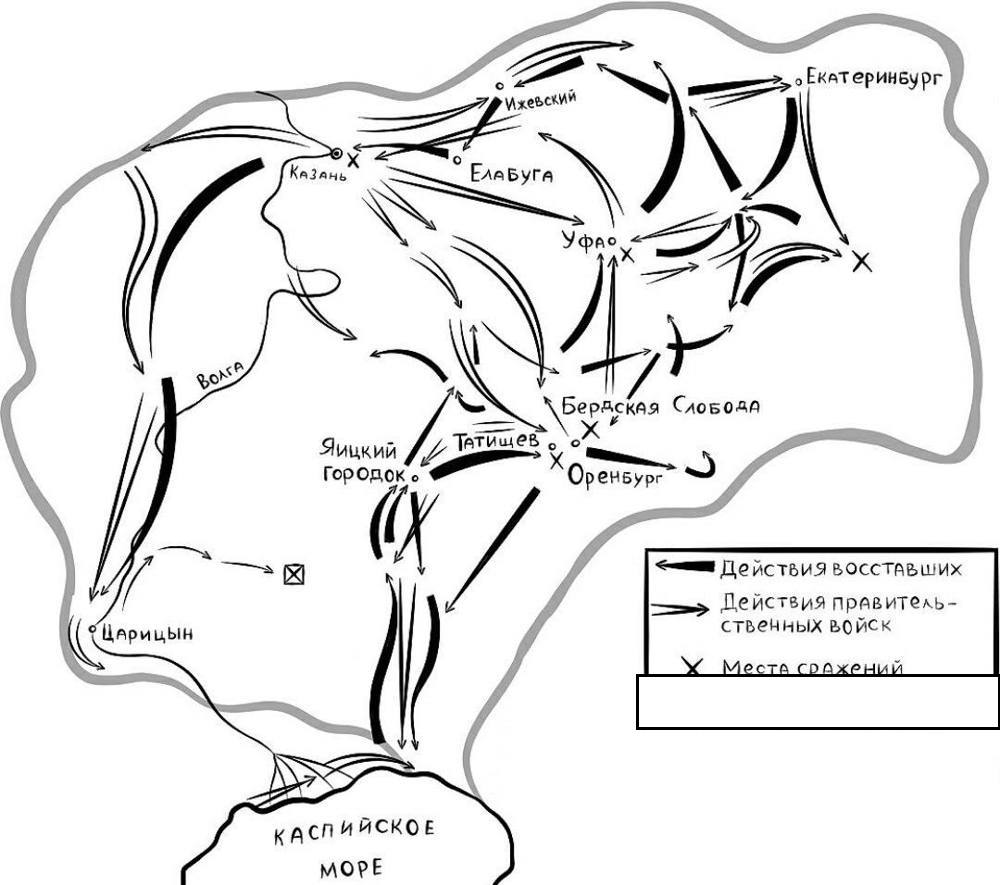 Екатеринбург
Ижевский
Казань
Елабуга
Уфа
Волга
Бердская Слобода
Яицкий
городок
Татищев
Оренбург
Царицын
Действия восставших
Действия правитель-
ственных войск
Места сражений
Каспийское
море